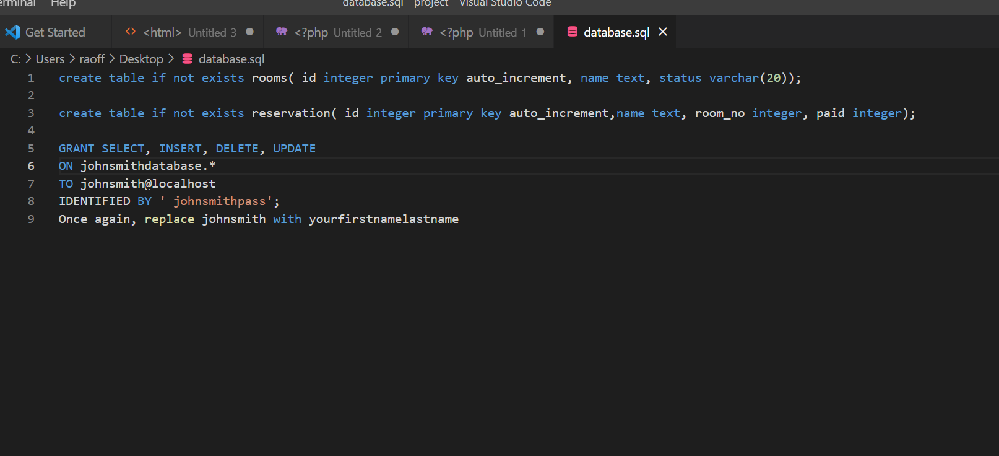 erminal Help database.sql - project - Visual Studio Code
Get Started <html> Untitled-3 <?php Untitled-2 <?php Untitled-1 database.sql
C: > Users > raoff > Desktop > database.sql
1 create table if not exists rooms( id integer primary key auto_increment, name text, status varchar(20));
2
3 create table if not exists reservation( id integer primary key auto_increment,name text, room_no integer, paid integer);
4
5 GRANT SELECT, INSERT, DELETE, UPDATE
6 ON johnsmithdatabase.*
7 TO johnsmith@localhost
8 IDENTIFIED BY ' johnsmithpass';
9 Once again, replace johnsmith with yourfirstnamelastname